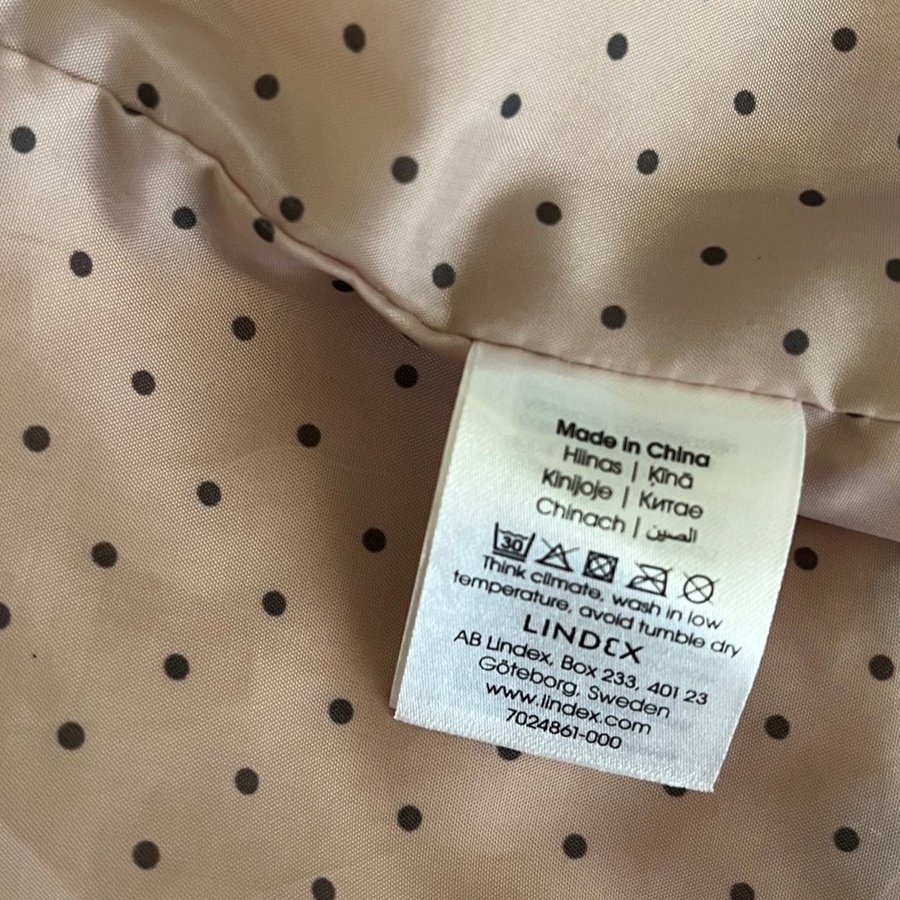 Made in China
Hiinas | Ķīnā
Kinijoje | Китае
Chinach | الصين
30
Think climate, wash in low
temperature, avoid tumble dry
LINDEX
AB Lindex, Box 233, 401 23
Göteborg, Sweden
www.lindex.com
7024861-000